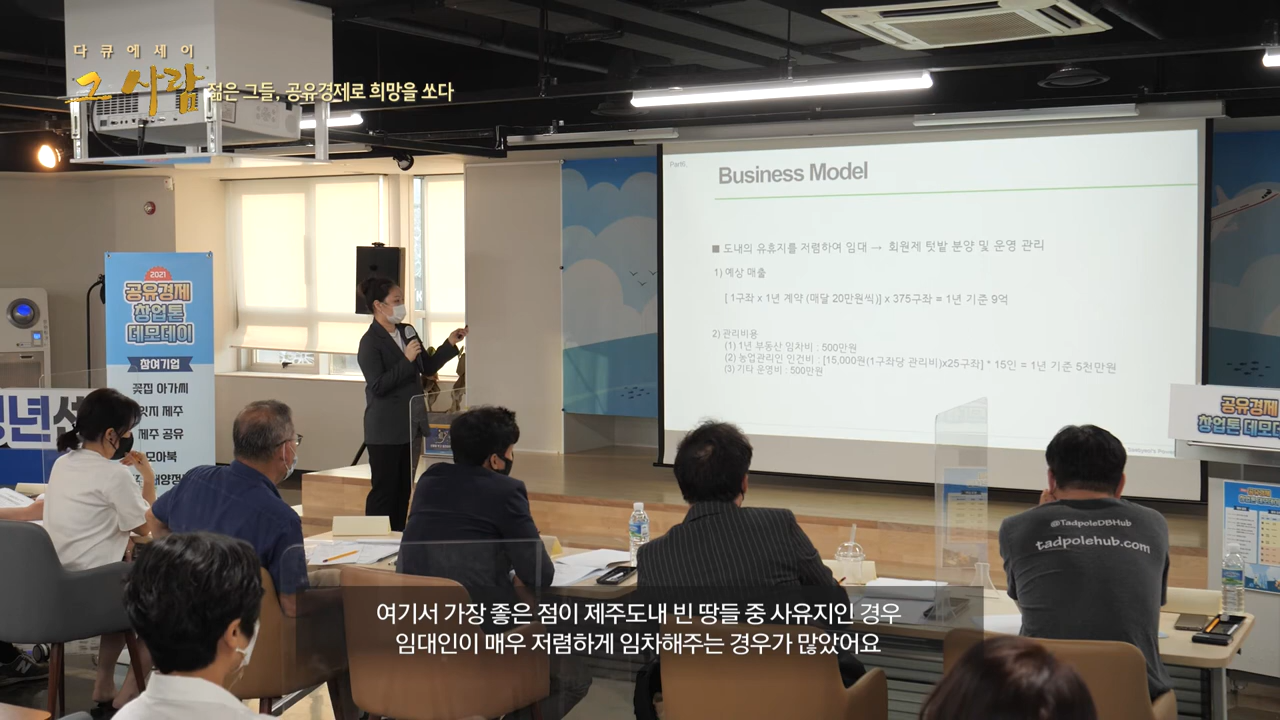 다큐에세이
그 사람
젊은 그들, 공유경제로 희망을 쏘다
Business Model
■ 도내의 유휴지를 저렴하여 임대 → 회원제 텃밭 분양 및 운영 관리
1) 예상 매출
[ 1구좌 x 1년 계약 (매달 20만원씩)] x 375구좌 = 1년 기준 9억
2) 관리비용
(1) 1년 부동산 임차비 : 500만원
(2) 농업관리인 인건비 : [15,000원(1구좌당 관리비)x25구좌] * 15인 = 1년 기준 5천만원
(3) 기타 운영비 : 500만원
2021
공유경제
창업톤
데모데이
참여기업
꽃집 아가씨
잇지 제주
제주 공유
모아북
공유경제
창업톤 데모
@TadpoleDBHub
tadpolehub.com
여기서 가장 좋은 점이 제주도내 빈 땅들 중 사유지인 경우
임대인이 매우 저렴하게 임차해주는 경우가 많았어요